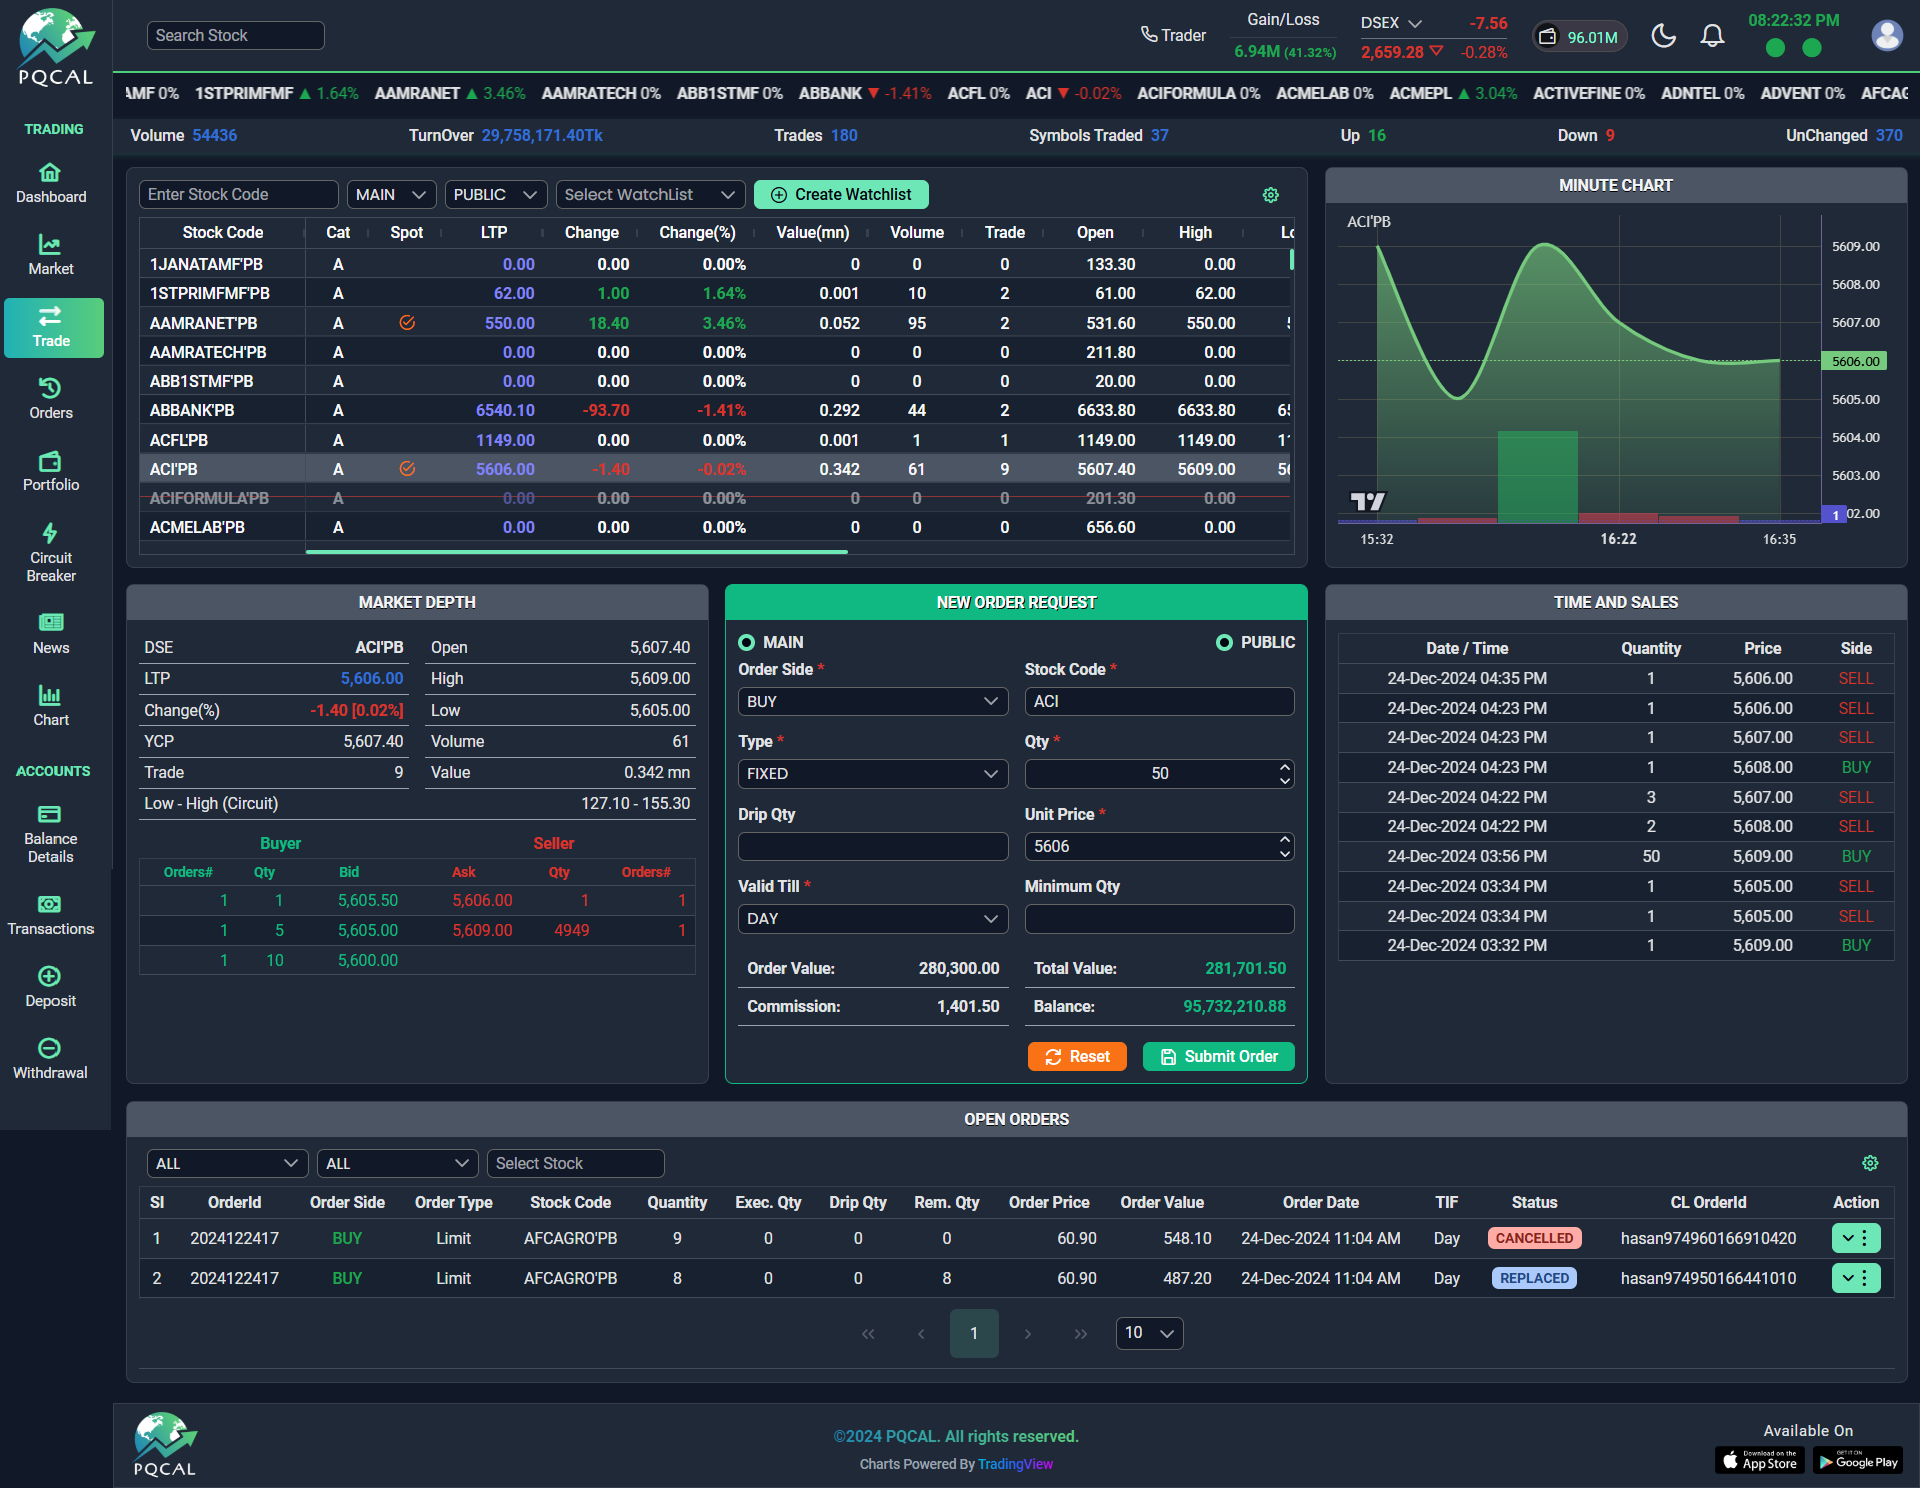 PQCAL
Search Stock
Trader
Gain/Loss
6.94M (41.32%)
DSEX
-7.56
2,659.28
-0.28%
96.01M
08:22:32 PM
AMF 0% 1STPRIMFMF ▲ 1.64% AAMRANET ▲ 3.46% AAMRATECH 0% ABB1STMF 0% ABBANK ▼ -1.41% ACFL 0% ACI ▼ -0.02% ACIFORMULA 0% ACMELAB 0% ACMEPL ▲ 3.04% ACTIVEFINE 0% ADNTEL 0% ADVENT 0% AFCAG
Volume 54436 TurnOver 29,758,171.40Tk Trades 180 Symbols Traded 37 Up 16 Down 9 UnChanged 370
TRADING
Dashboard
Market
Trade
Orders
Portfolio
Circuit
Breaker
News
Chart
ACCOUNTS
Balance
Details
Transactions
Deposit
Withdrawal
Enter Stock Code MAIN PUBLIC Select WatchList Create Watchlist
Stock Code Cat Spot LTP Change Change(%) Value(mn) Volume Trade Open High Lo
1JANATAMF'PB A 0.00 0.00 0.00% 0 0 0 133.30 0.00
1STPRIMFMF'PB A 62.00 1.00 1.64% 0.001 10 2 61.00 62.00
AAMRANET'PB A 550.00 18.40 3.46% 0.052 95 2 531.60 550.00
AAMRATECH'PB A 0.00 0.00 0.00% 0 0 0 211.80 0.00
ABB1STMF'PB A 0.00 0.00 0.00% 0 0 0 20.00 0.00
ABBANK'PB A 6540.10 -93.70 -1.41% 0.292 44 2 6633.80 6633.80 65
ACFL'PB A 1149.00 0.00 0.00% 0.001 1 1 1149.00 1149.00 11
ACI'PB A 5606.00 -1.40 -0.02% 0.342 61 9 5607.40 5609.00 56
ACIFORMULA'PB A 0.00 0.00 0.00% 0 0 0 201.30 0.00
ACMELAB'PB A 0.00 0.00 0.00% 0 0 0 656.60 0.00
MINUTE CHART
ACI'PB
5609.00
5608.00
5607.00
5606.00
5605.00
5604.00
5603.00
1 02.00
15:32 16:22 16:35
MARKET DEPTH
DSE ACI'PB Open 5,607.40
LTP 5,606.00 High 5,609.00
Change(%) -1.40 [0.02%] Low 5,605.00
YCP 5,607.40 Volume 61
Trade 9 Value 0.342 mn
Low - High (Circuit) 127.10 - 155.30
Buyer Seller
Orders# Qty Bid Ask Qty Orders#
1 1 5,605.50 5,606.00 1 1
1 5 5,605.00 5,609.00 4949 1
1 10 5,600.00
NEW ORDER REQUEST
MAIN PUBLIC
Order Side * Stock Code *
BUY ACI
Type * Qty *
FIXED 50
Drip Qty Unit Price *
5606
Valid Till * Minimum Qty
DAY
Order Value: 280,300.00 Total Value: 281,701.50
Commission: 1,401.50 Balance: 95,732,210.88
Reset Submit Order
TIME AND SALES
Date / Time Quantity Price Side
24-Dec-2024 04:35 PM 1 5,606.00 SELL
24-Dec-2024 04:23 PM 1 5,606.00 SELL
24-Dec-2024 04:23 PM 1 5,607.00 SELL
24-Dec-2024 04:23 PM 1 5,608.00 BUY
24-Dec-2024 04:22 PM 3 5,607.00 SELL
24-Dec-2024 04:22 PM 2 5,608.00 SELL
24-Dec-2024 03:56 PM 50 5,609.00 BUY
24-Dec-2024 03:34 PM 1 5,605.00 SELL
24-Dec-2024 03:34 PM 1 5,605.00 SELL
24-Dec-2024 03:32 PM 1 5,609.00 BUY
OPEN ORDERS
ALL ALL Select Stock
Sl OrderId Order Side Order Type Stock Code Quantity Exec. Qty Drip Qty Rem. Qty Order Price Order Value Order Date TIF Status CL OrderId Action
1 2024122417 BUY Limit AFCAGRO'PB 9 0 0 0 60.90 548.10 24-Dec-2024 11:04 AM Day CANCELLED hasan974960166910420
2 2024122417 BUY Limit AFCAGRO'PB 8 0 0 8 60.90 487.20 24-Dec-2024 11:04 AM Day REPLACED hasan974950166441010
« ‹ 1 › » 10
PQCAL
©2024 PQCAL. All rights reserved.
Charts Powered By TradingView
Available On
Download on the
App Store
GET IT ON
Google Play